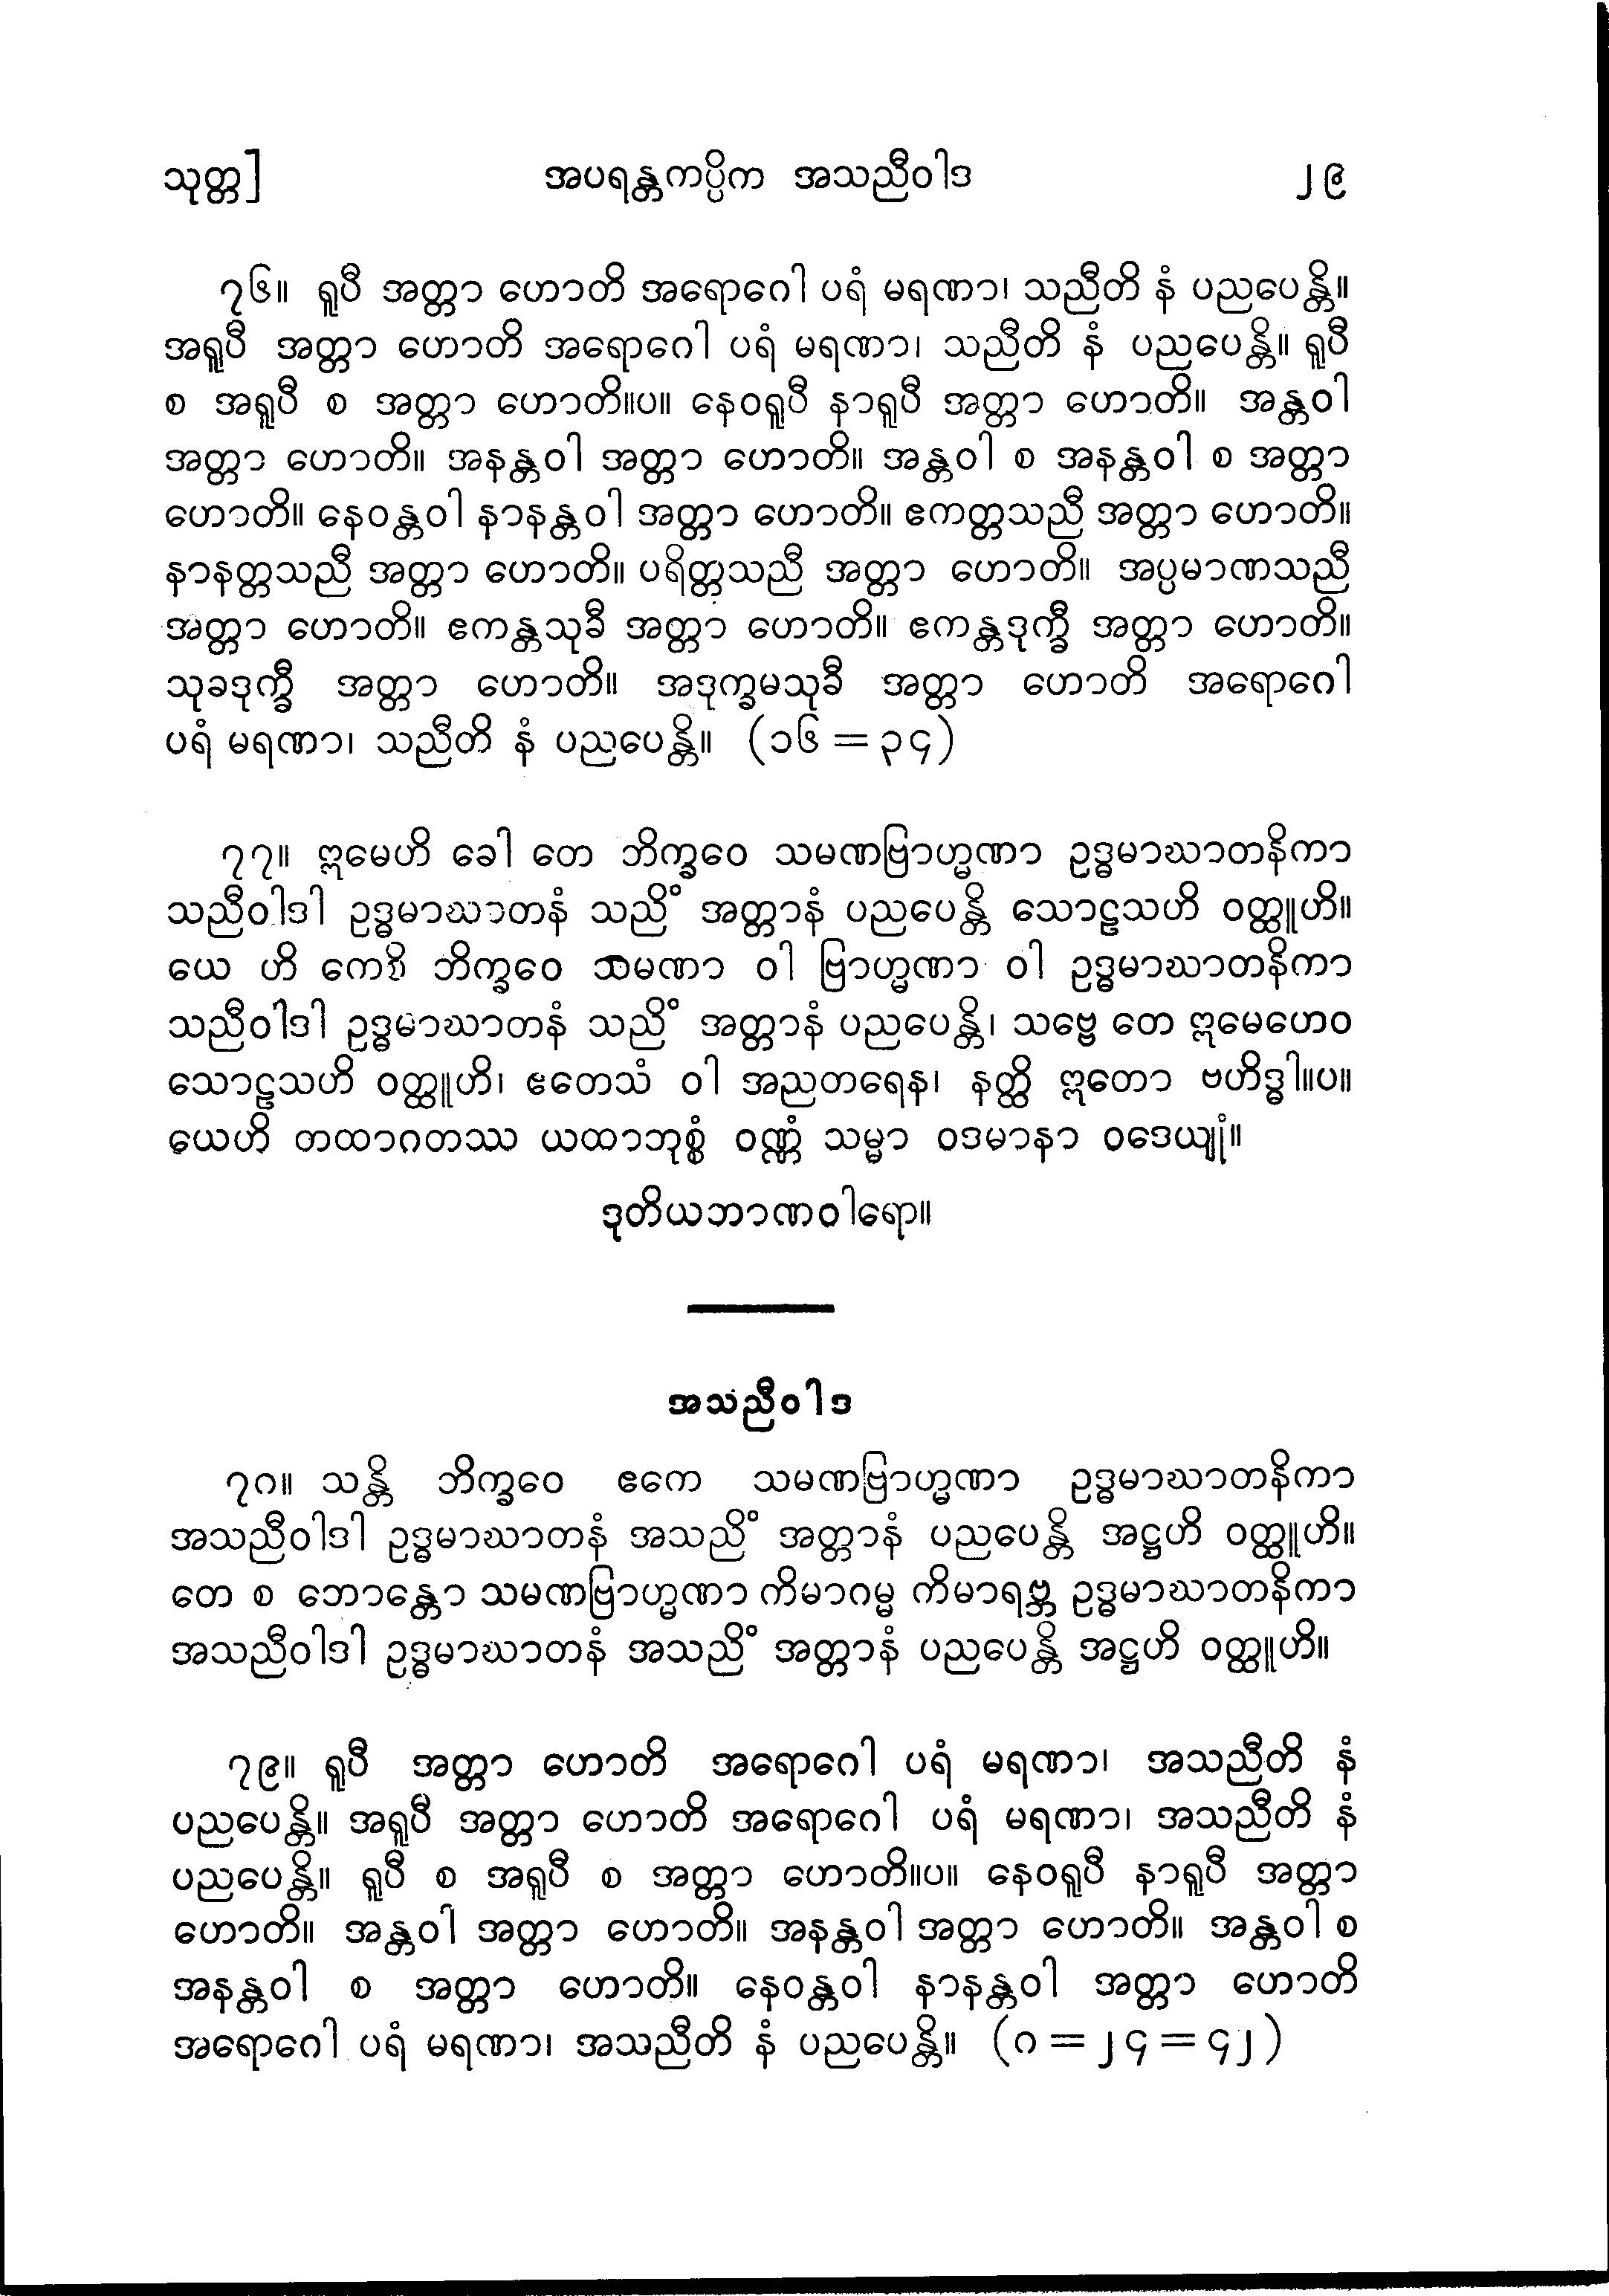 သုတ္တ] အပရန္တကပ္ပိက အသညီဝါဒ ၂၉
၇၆။ ရူပီ အတ္တာ ဟောတိ အရောဂေါ ပရံ မရဏာ၊ သညီတိ နံ ပညပေန္တိ။
အရူပီ အတ္တာ ဟောတိ အရောဂေါ ပရံ မရဏာ၊ သညီတိ နံ ပညပေန္တိ။ ရူပီ
စ အရူပီ စ အတ္တာ ဟောတိ။ပ။ နေဝရူပီ နာရူပီ အတ္တာ ဟောတိ။ အန္တဝါ
အတ္တာ ဟောတိ။ အနန္တဝါ အတ္တာ ဟောတိ။ အန္တဝါ စ အနန္တဝါ စ အတ္တာ
ဟောတိ။ နေဝန္တဝါ နာနန္တဝါ အတ္တာ ဟောတိ။ ဧကတ္တသညီ အတ္တာ ဟောတိ။
နာနတ္တသညီ အတ္တာ ဟောတိ။ ပရိတ္တသညီ အတ္တာ ဟောတိ။ အပ္ပမာဏသညီ
အတ္တာ ဟောတိ။ ဧကန္တသုခီ အတ္တာ ဟောတိ။ ဧကန္တဒုက္ခီ အတ္တာ ဟောတိ။
သုခဒုက္ခီ အတ္တာ ဟောတိ။ အဒုက္ခမသုခီ အတ္တာ ဟောတိ အရောဂေါ
ပရံ မရဏာ၊ သညီတိ နံ ပညပေန္တိ။ (၁၆ = ၃၄)
၇၇။ ဣမေဟိ ခေါ တေ ဘိက္ခဝေ သမဏဗြာဟ္မဏာ ဥဒ္ဓမာဃာတနိကာ
သညီဝါဒါ ဥဒ္ဓမာဃာတနံ သညိံ အတ္တာနံ ပညပေန္တိ သောဠသဟိ ဝတ္ထူဟိ။
ယေ ဟိ ကေစိ ဘိက္ခဝေ သမဏာ ဝါ ဗြာဟ္မဏာ ဝါ ဥဒ္ဓမာဃာတနိကာ
သညီဝါဒါ ဥဒ္ဓမာဃာတနံ သညိံ အတ္တာနံ ပညပေန္တိ၊ သဗ္ဗေ တေ ဣမေဟေဝ
သောဠသဟိ ဝတ္ထူဟိ၊ ဧတေသံ ဝါ အညတရေန၊ နတ္ထိ ဣတော ဗဟိဒ္ဓါ။ပ။
ယေဟိ တထာဂတဿ ယထာဘုစ္စံ ဝဏ္ဏံ သမ္မာ ဝဒမာနာ ဝဒေယျုံ။
ဒုတိယဘာဏဝါရော။
အသညီဝါဒ
၇၈။ သန္တိ ဘိက္ခဝေ ဧကေ သမဏဗြာဟ္မဏာ ဥဒ္ဓမာဃာတနိကာ
အသညီဝါဒါ ဥဒ္ဓမာဃာတနံ အသညိံ အတ္တာနံ ပညပေန္တိ အဋ္ဌဟိ ဝတ္ထူဟိ။
တေ စ ဘောန္တော သမဏဗြာဟ္မဏာ ကိမာဂမ္မ ကိမာရဗ္ဘ ဥဒ္ဓမာဃာတနိကာ
အသညီဝါဒါ ဥဒ္ဓမာဃာတနံ အသညိံ အတ္တာနံ ပညပေန္တိ အဋ္ဌဟိ ဝတ္ထူဟိ။
၇၉။ ရူပီ အတ္တာ ဟောတိ အရောဂေါ ပရံ မရဏာ၊ အသညီတိ နံ
ပညပေန္တိ။ အရူပီ အတ္တာ ဟောတိ အရောဂေါ ပရံ မရဏာ၊ အသညီတိ နံ
ပညပေန္တိ။ ရူပီ စ အရူပီ စ အတ္တာ ဟောတိ။ပ။ နေဝရူပီ နာရူပီ အတ္တာ
ဟောတိ။ အန္တဝါ အတ္တာ ဟောတိ။ အနန္တဝါ အတ္တာ ဟောတိ။ အန္တဝါ စ
အနန္တဝါ စ အတ္တာ ဟောတိ။ နေဝန္တဝါ နာနန္တဝါ အတ္တာ ဟောတိ
အရောဂေါ ပရံ မရဏာ၊ အသညီတိ နံ ပညပေန္တိ။ (၈ = ၂၄ = ၄၂)